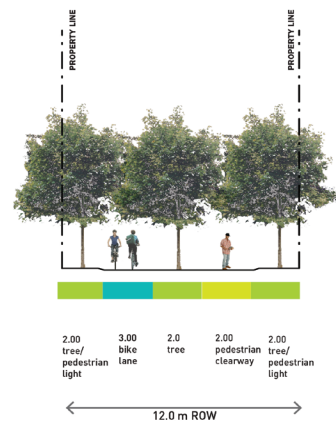 PROPERTY LINE
PROPERTY LINE
2.00
tree/
pedestrian
light
3.00
bike
lane
2.0
tree
2.00
pedestrian
clearway
2.00
tree/
pedestrian
light
12.0 m ROW